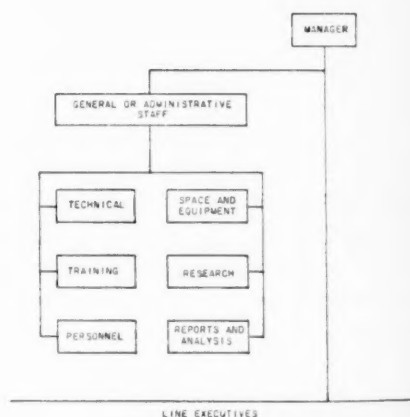 MANAGER
GENERAL OR ADMINISTRATIVE
STAFF
TECHNICAL
SPACE AND
EQUIPMENT
TRAINING
RESEARCH
PERSONNEL
REPORTS AND
ANALYSIS
LINE EXECUTIVES